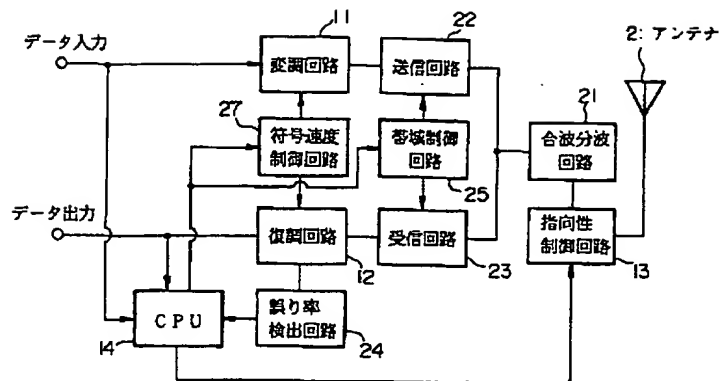 データ入力
11
変調回路
22
送信回路
2: アンテナ
27
符号速度
制御回路
帯域制御
回路
25
21
合波分波
回路
データ出力
復調回路
12
受信回路
23
指向性
制御回路
13
CPU
14
誤り率
検出回路
24